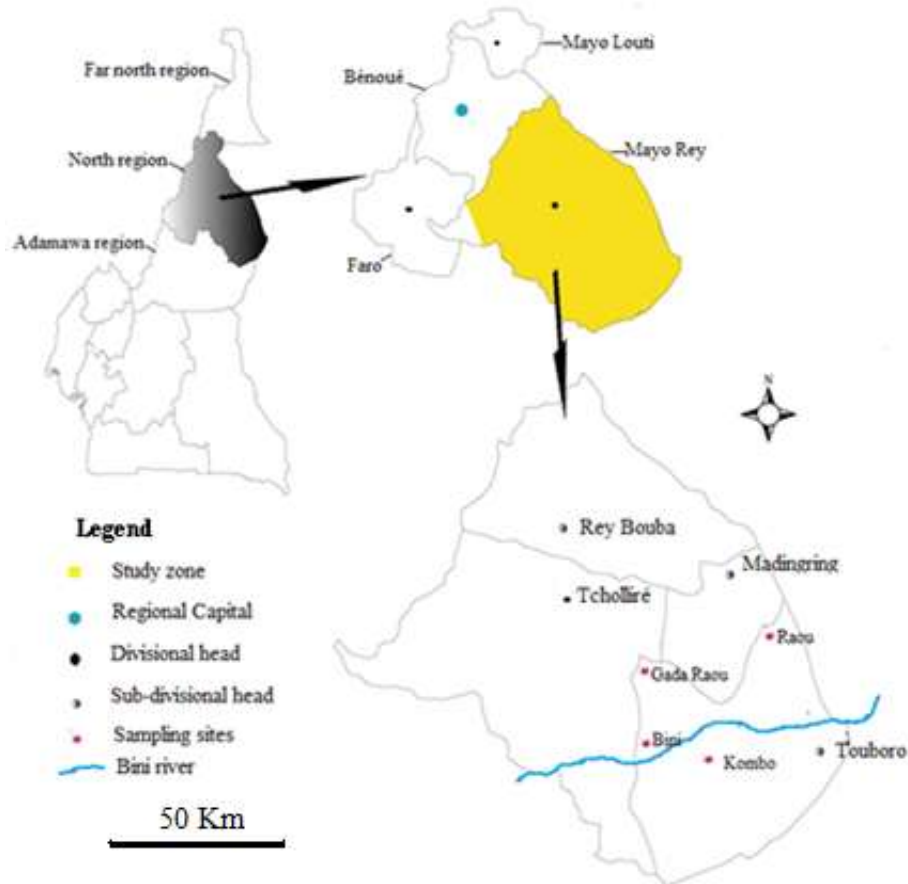 Mayo Louti
Far north region
Bénoué
North region
Mayo Rey
Adamawa region
Faro
N
Legend
Study zone
Regional Capital
Divisional head
Sub-divisional head
Sampling sites
Bini river
50 Km
Rey Bouba
Madingring
Tcholliré
Raou
Gada Raou
Bini
Kombo
Touboro